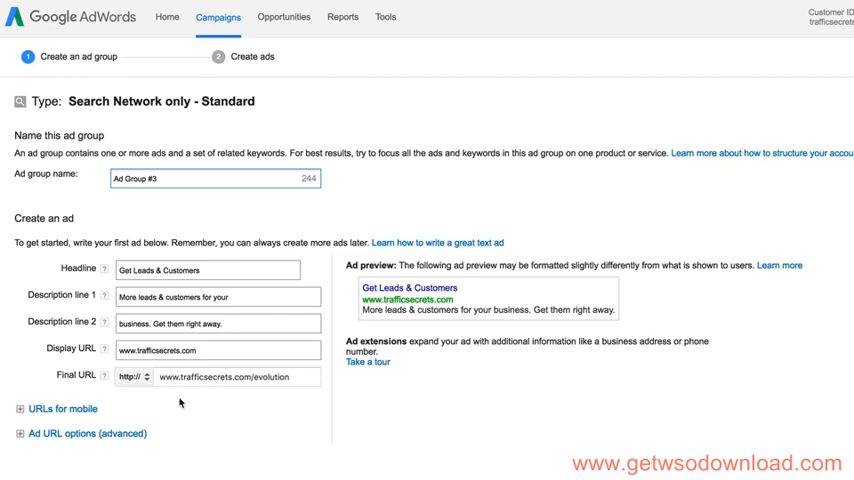 Google AdWords Home Campaigns Opportunities Reports Tools
Customer ID
trafficsecrets
1 Create an ad group 2 Create ads
Type: Search Network only - Standard
Name this ad group
An ad group contains one or more ads and a set of related keywords. For best results, try to focus all the ads and keywords in this ad group on one product or service. Learn more about how to structure your accou
Ad group name: Ad Group #3 244
Create an ad
To get started, write your first ad below. Remember, you can always create more ads later. Learn how to write a great text ad
Headline ? Get Leads & Customers
Description line 1 ? More leads & customers for your
Description line 2 ? business. Get them right away.
Display URL ? www.trafficsecrets.com
Final URL ? http:// www.trafficsecrets.com/evolution
URLs for mobile
Ad URL options (advanced)
Ad preview: The following ad preview may be formatted slightly differently from what is shown to users. Learn more
Get Leads & Customers
www.trafficsecrets.com
More leads & customers for your business. Get them right away.
Ad extensions expand your ad with additional information like a business address or phone
number.
Take a tour
www.getwsodownload.com